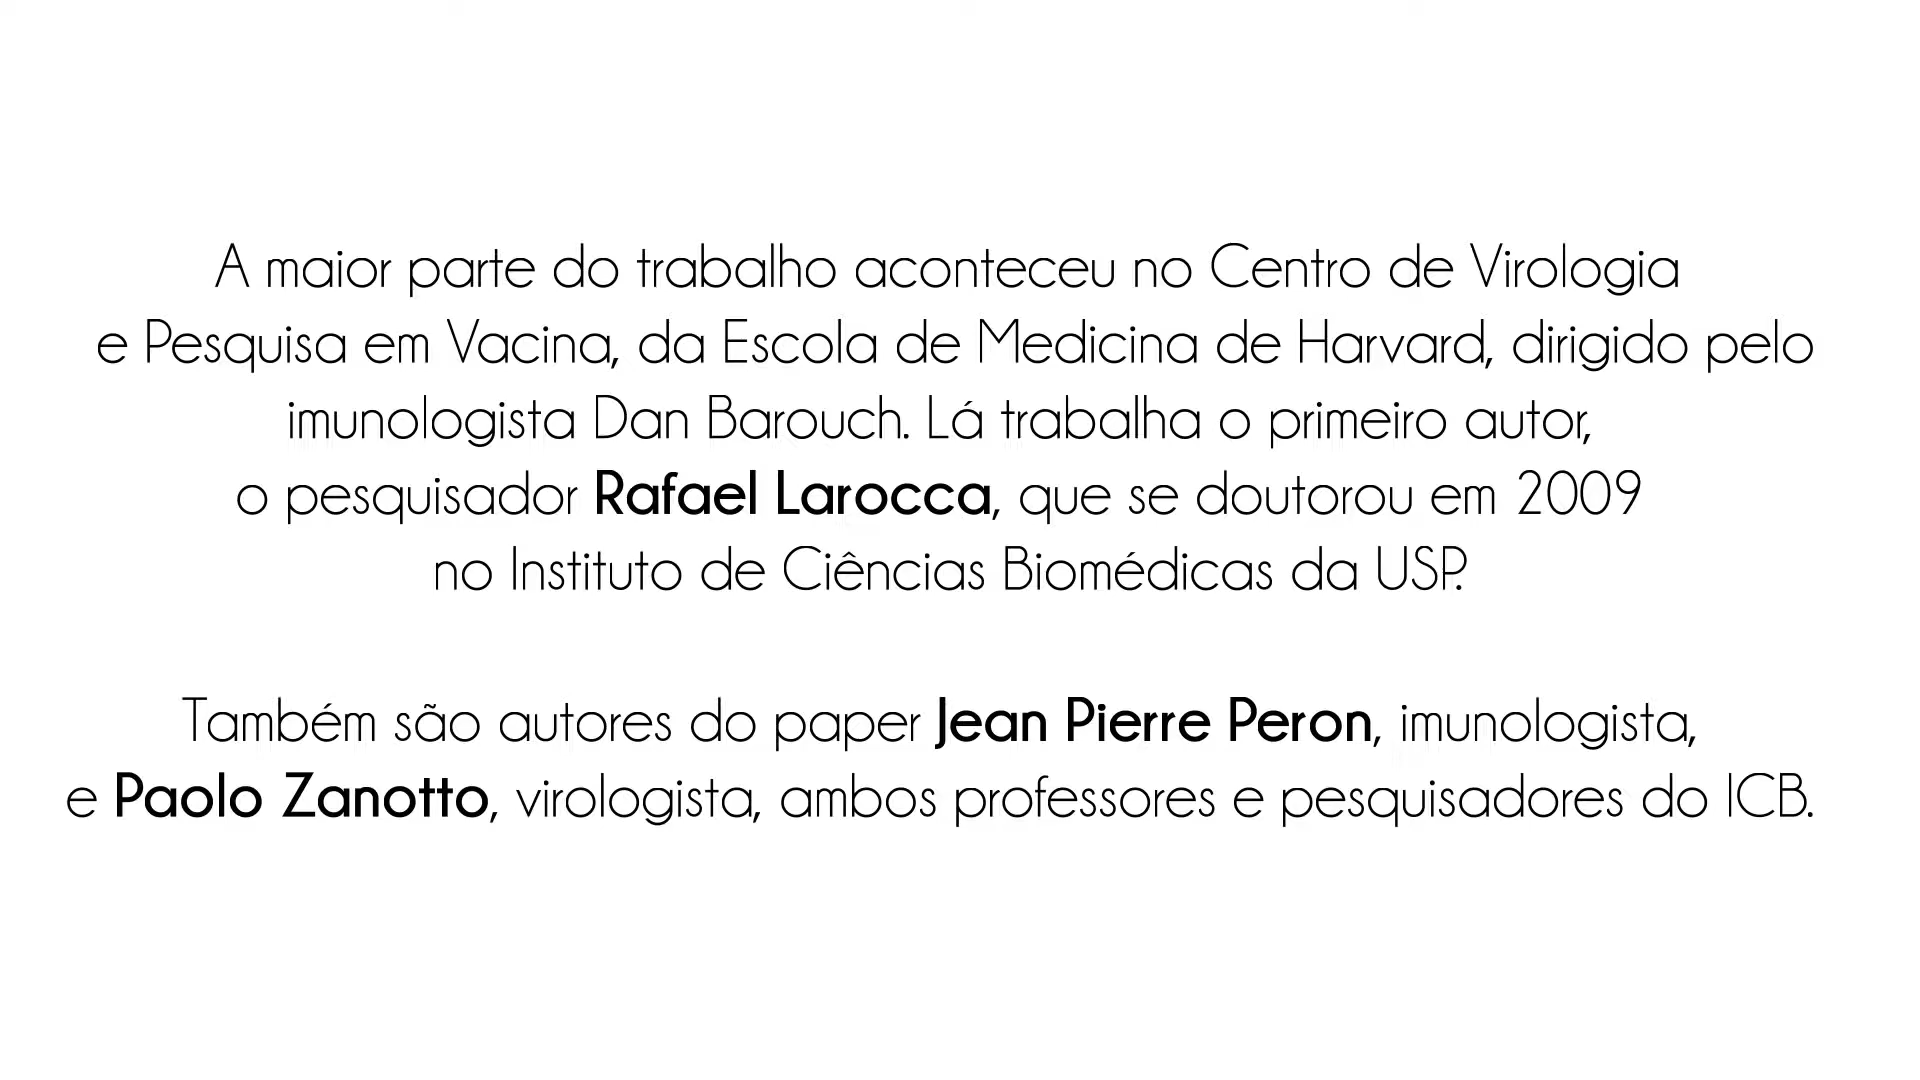 A maior parte do trabalho aconteceu no Centro de Virologia
e Pesquisa em Vacina, da Escola de Medicina de Harvard, dirigido pelo
imunologista Dan Barouch. Lá trabalha o primeiro autor,
o pesquisador Rafael Larocca, que se doutorou em 2009
no Instituto de Ciências Biomédicas da USP.
Também são autores do paper Jean Pierre Peron, imunologista,
e Paolo Zanotto, virologista, ambos professores e pesquisadores do ICB.